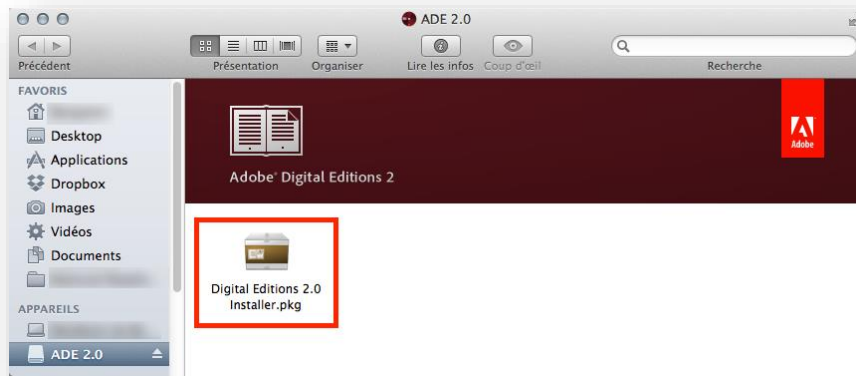 ADE 2.0
Précédent
Présentation
Organiser
Lire les infos
Coup d'œil
Recherche
FAVORIS
Desktop
Applications
Dropbox
Images
Vidéos
Documents
APPAREILS
ADE 2.0
Adobe
Adobe® Digital Editions 2
Digital Editions 2.0
Installer.pkg